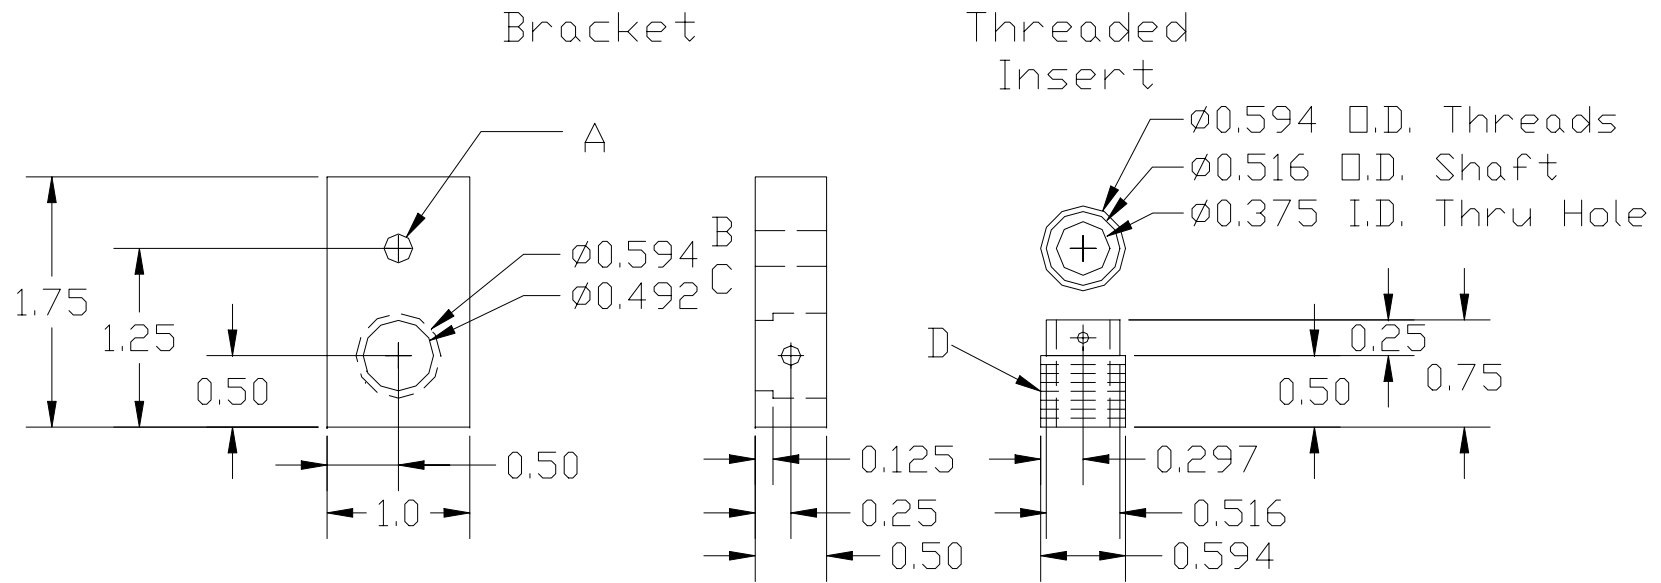 Bracket
Threaded
Insert
Ø0.594 O.D. Threads
Ø0.516 O.D. Shaft
Ø0.375 I.D. Thru Hole
A
B
C
Ø0.594
Ø0.492
1.75
1.25
0.50
0.50
1.0
0.125
0.25
0.50
D
0.25
0.75
0.50
0.297
0.516
0.594